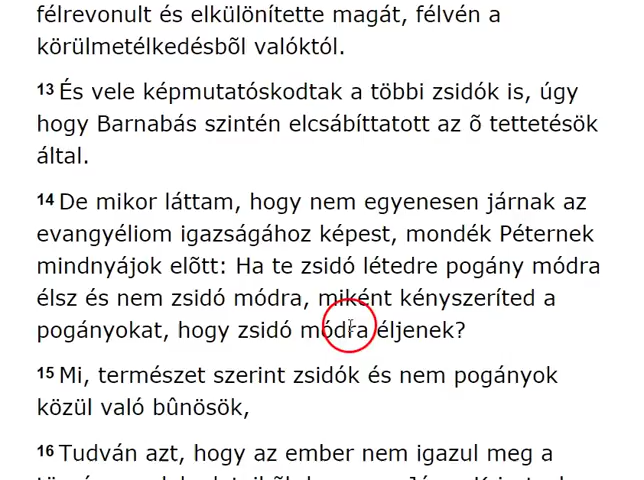 félrevonult és elkülönítette magát, félvén a
körülmetélkedésbõl valóktól.
13 És vele képmutatóskodtak a többi zsidók is, úgy
hogy Barnabás szintén elcsábíttatott az õ tettetésök
által.
14 De mikor láttam, hogy nem egyenesen járnak az
evangyéliom igazságához képest, mondék Péternek
mindnyájok elõtt: Ha te zsidó létedre pogány módra
élsz és nem zsidó módra, miként kényszeríted a
pogányokat, hogy zsidó módra éljenek?
15 Mi, természet szerint zsidók és nem pogányok
közül való bûnösök,
16 Tudván azt, hogy az ember nem igazul meg a